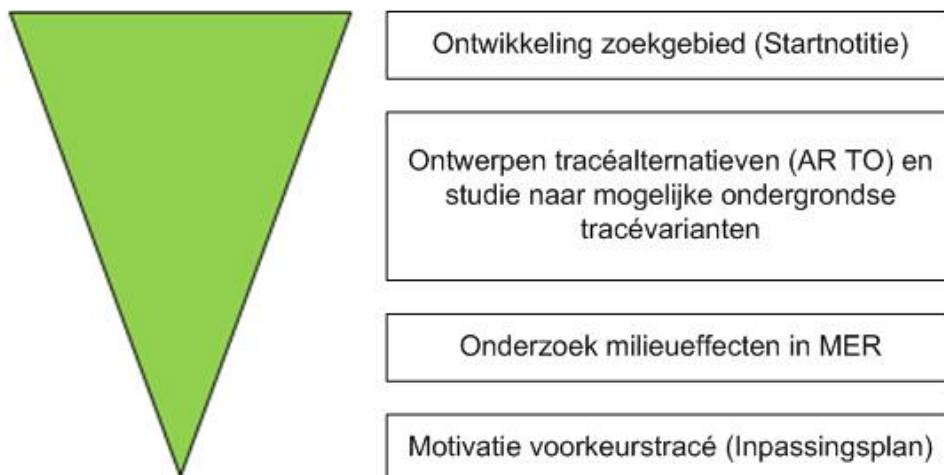 Ontwikkeling zoekgebied (Startnotitie)
Ontwerpen tracéalternatieven (AR TO) en
studie naar mogelijke ondergrondse
tracévarianten
Onderzoek milieueffecten in MER
Motivatie voorkeurstracé (Inpassingsplan)